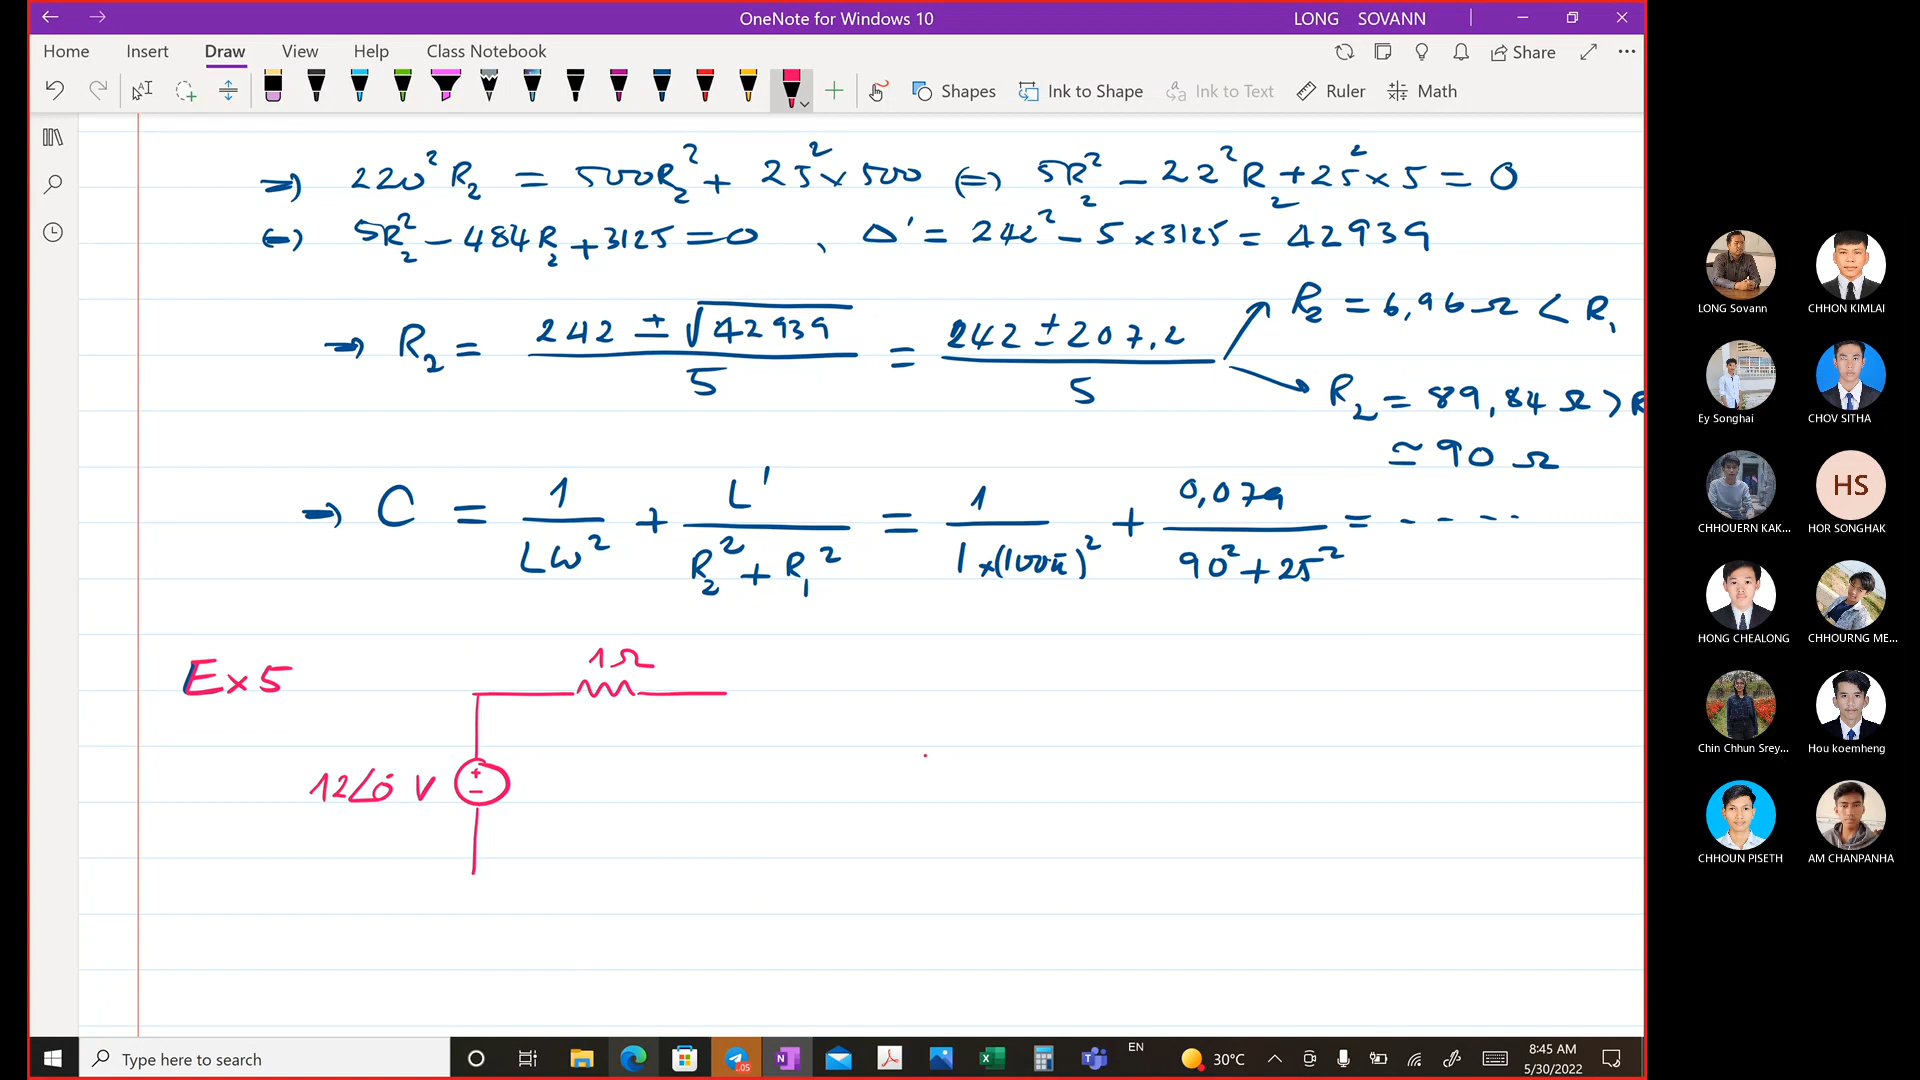 OneNote for Windows 10
LONG SOVANN
Home Insert Draw View Help Class Notebook
Share
Shapes Ink to Shape Ink to Text Ruler Math
⇒ 220² R₂ = 500R₂² + 25² × 500 ⇔ 5R₂² − 22² R₂ + 25² × 5 = 0
⇔ 5R₂² − 484R₂ + 3125 = 0 , Δ' = 242² − 5 × 3125 = 42939
⇒ R₂ = (242 ± √42939) / 5 = (242 ± 207,2) / 5
R₂ = 6,96 Ω < R₁
R₂ = 89,84 Ω > R
≃ 90 Ω
⇒ C = 1 / Lω² + L' / (R₂² + R₁²) = 1 / (1×(100π)²) + 0,079 / (90² + 25²) = - - - - -
Ex 5
1Ω
12∠0° V
+
−
LONG Sovann
CHHON KIMLAI
Ey Songhai
CHOV SITHA
CHHOUERN KAK...
HS
HOR SONGHAK
HONG CHEALONG
CHHOURNG ME...
Chin Chhun Srey...
Hou koemheng
CHHOUN PISETH
AM CHANPANHA
Type here to search
.05
EN
30°C
8:45 AM
5/30/2022